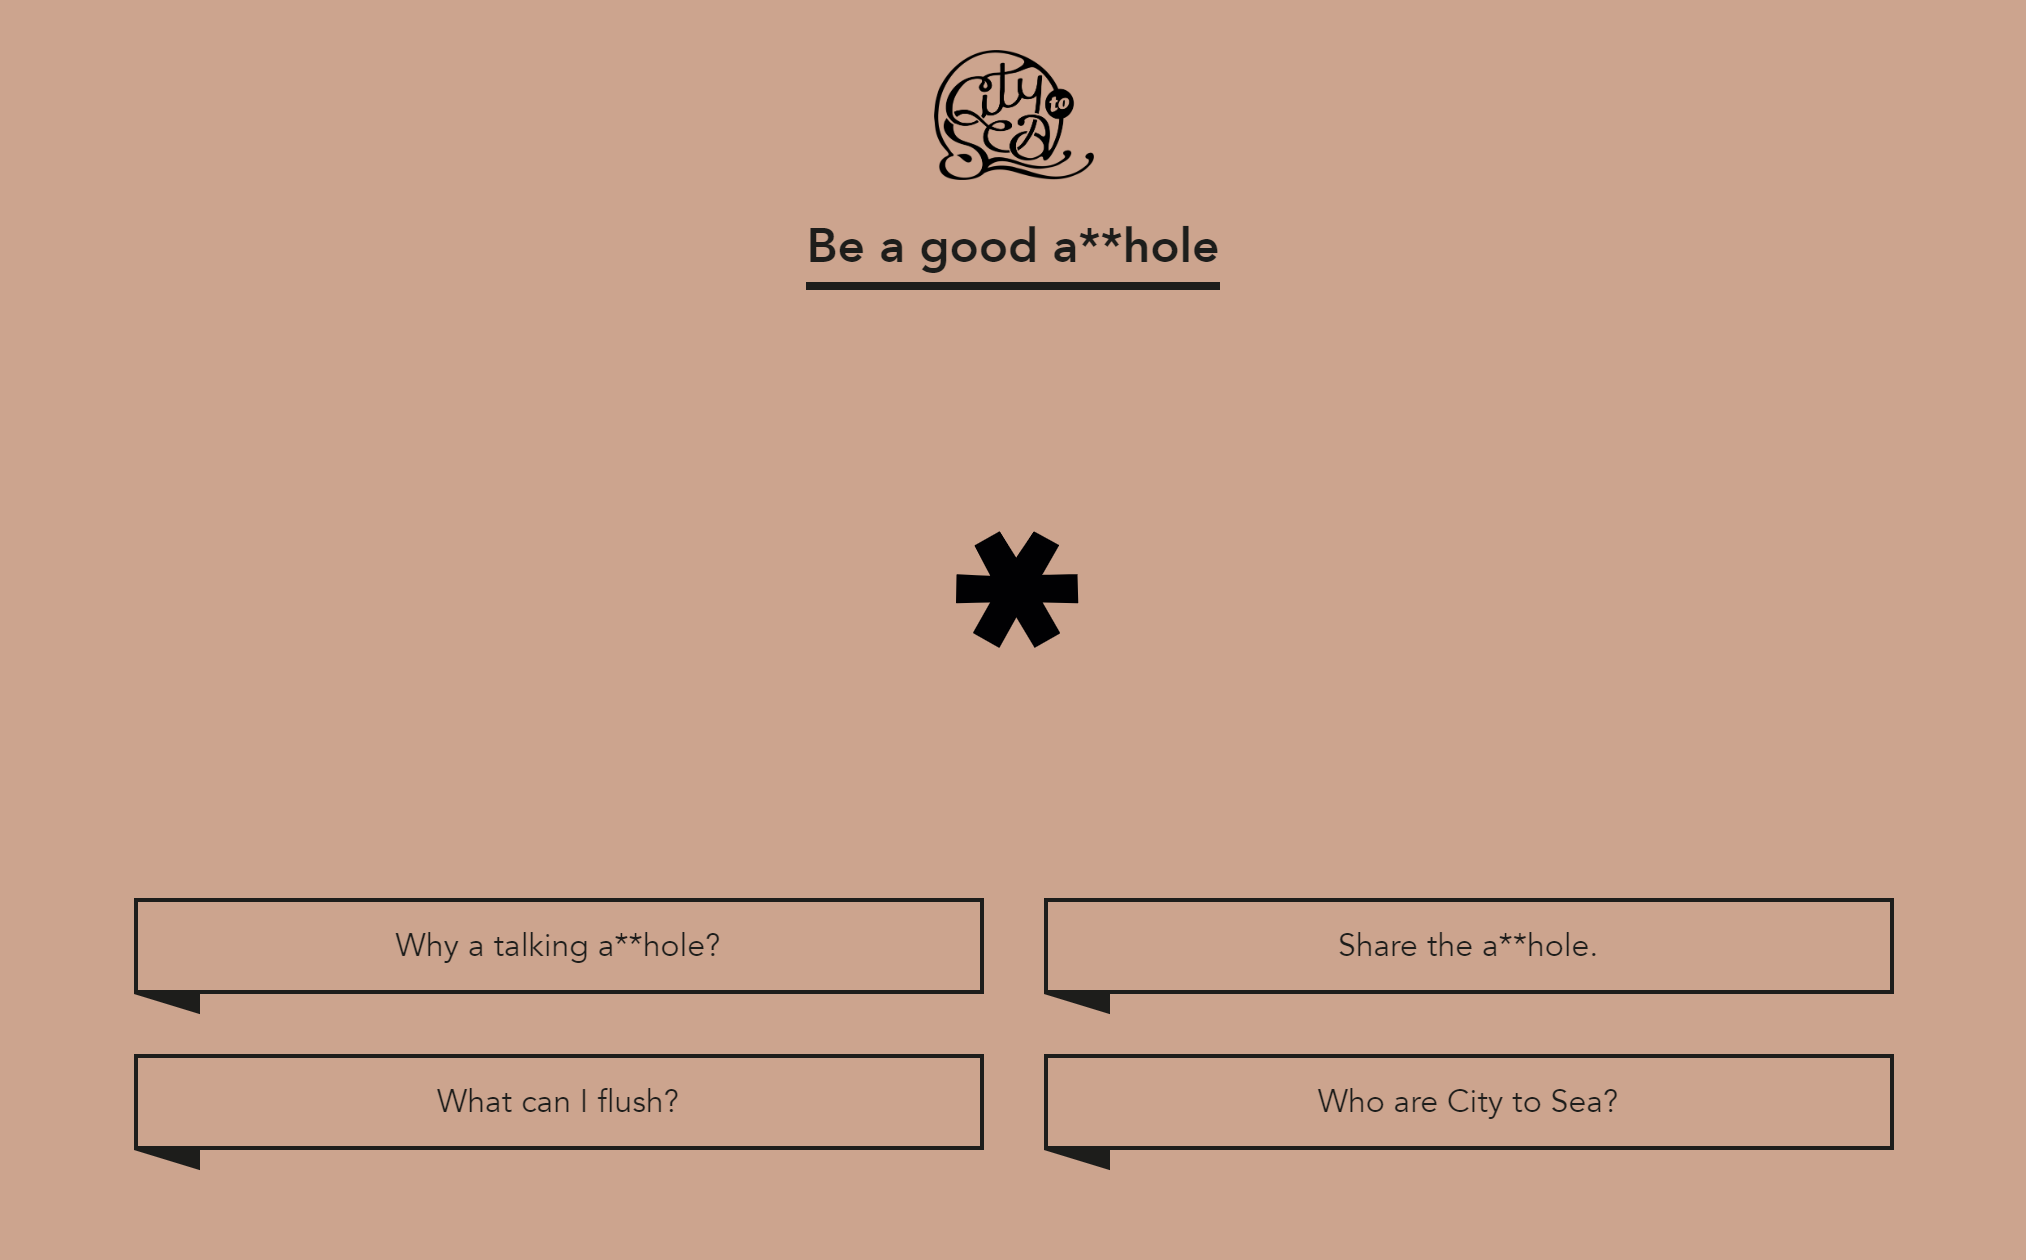 City to
Sea
Be a good a**hole
*
Why a talking a**hole?
Share the a**hole.
What can I flush?
Who are City to Sea?